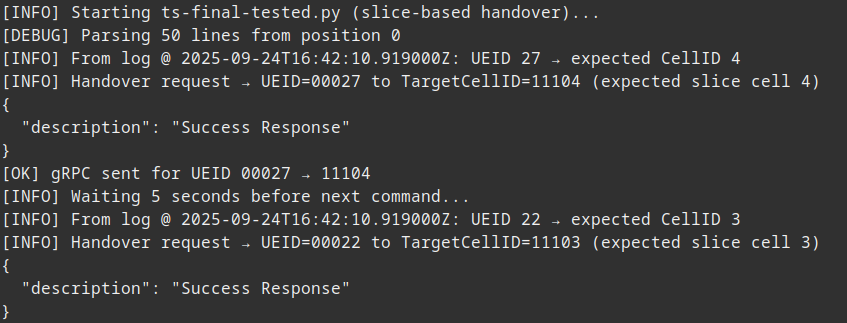 [INFO] Starting ts-final-tested.py (slice-based handover)...
[DEBUG] Parsing 50 lines from position 0
[INFO] From log @ 2025-09-24T16:42:10.919000Z: UEID 27 → expected CellID 4
[INFO] Handover request → UEID=00027 to TargetCellID=11104 (expected slice cell 4)
{
  "description": "Success Response"
}
[OK] gRPC sent for UEID 00027 → 11104
[INFO] Waiting 5 seconds before next command...
[INFO] From log @ 2025-09-24T16:42:10.919000Z: UEID 22 → expected CellID 3
[INFO] Handover request → UEID=00022 to TargetCellID=11103 (expected slice cell 3)
{
  "description": "Success Response"
}